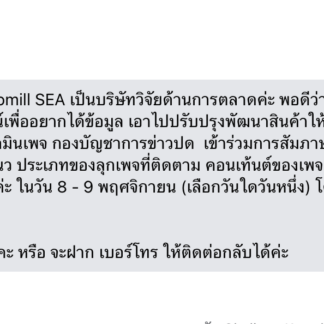 omill SEA เป็นบริษัทวิจัยด้านการตลาดค่ะ พอดีว่า
เพื่ออยากได้ข้อมูล เอาไปปรับปรุงพัฒนาสินค้าให้
มินเพจ กองบัญชาการข่าวปด เข้าร่วมการสัมภาษ
ว ประเภทของลูกเพจที่ติดตาม คอนเท้นต์ของเพจ
ค่ะ ในวัน 8 - 9 พฤศจิกายน (เลือกวันใดวันหนึ่ง) โ
คะ หรือ จะฝาก เบอร์โทร ให้ติดต่อกลับได้ค่ะ